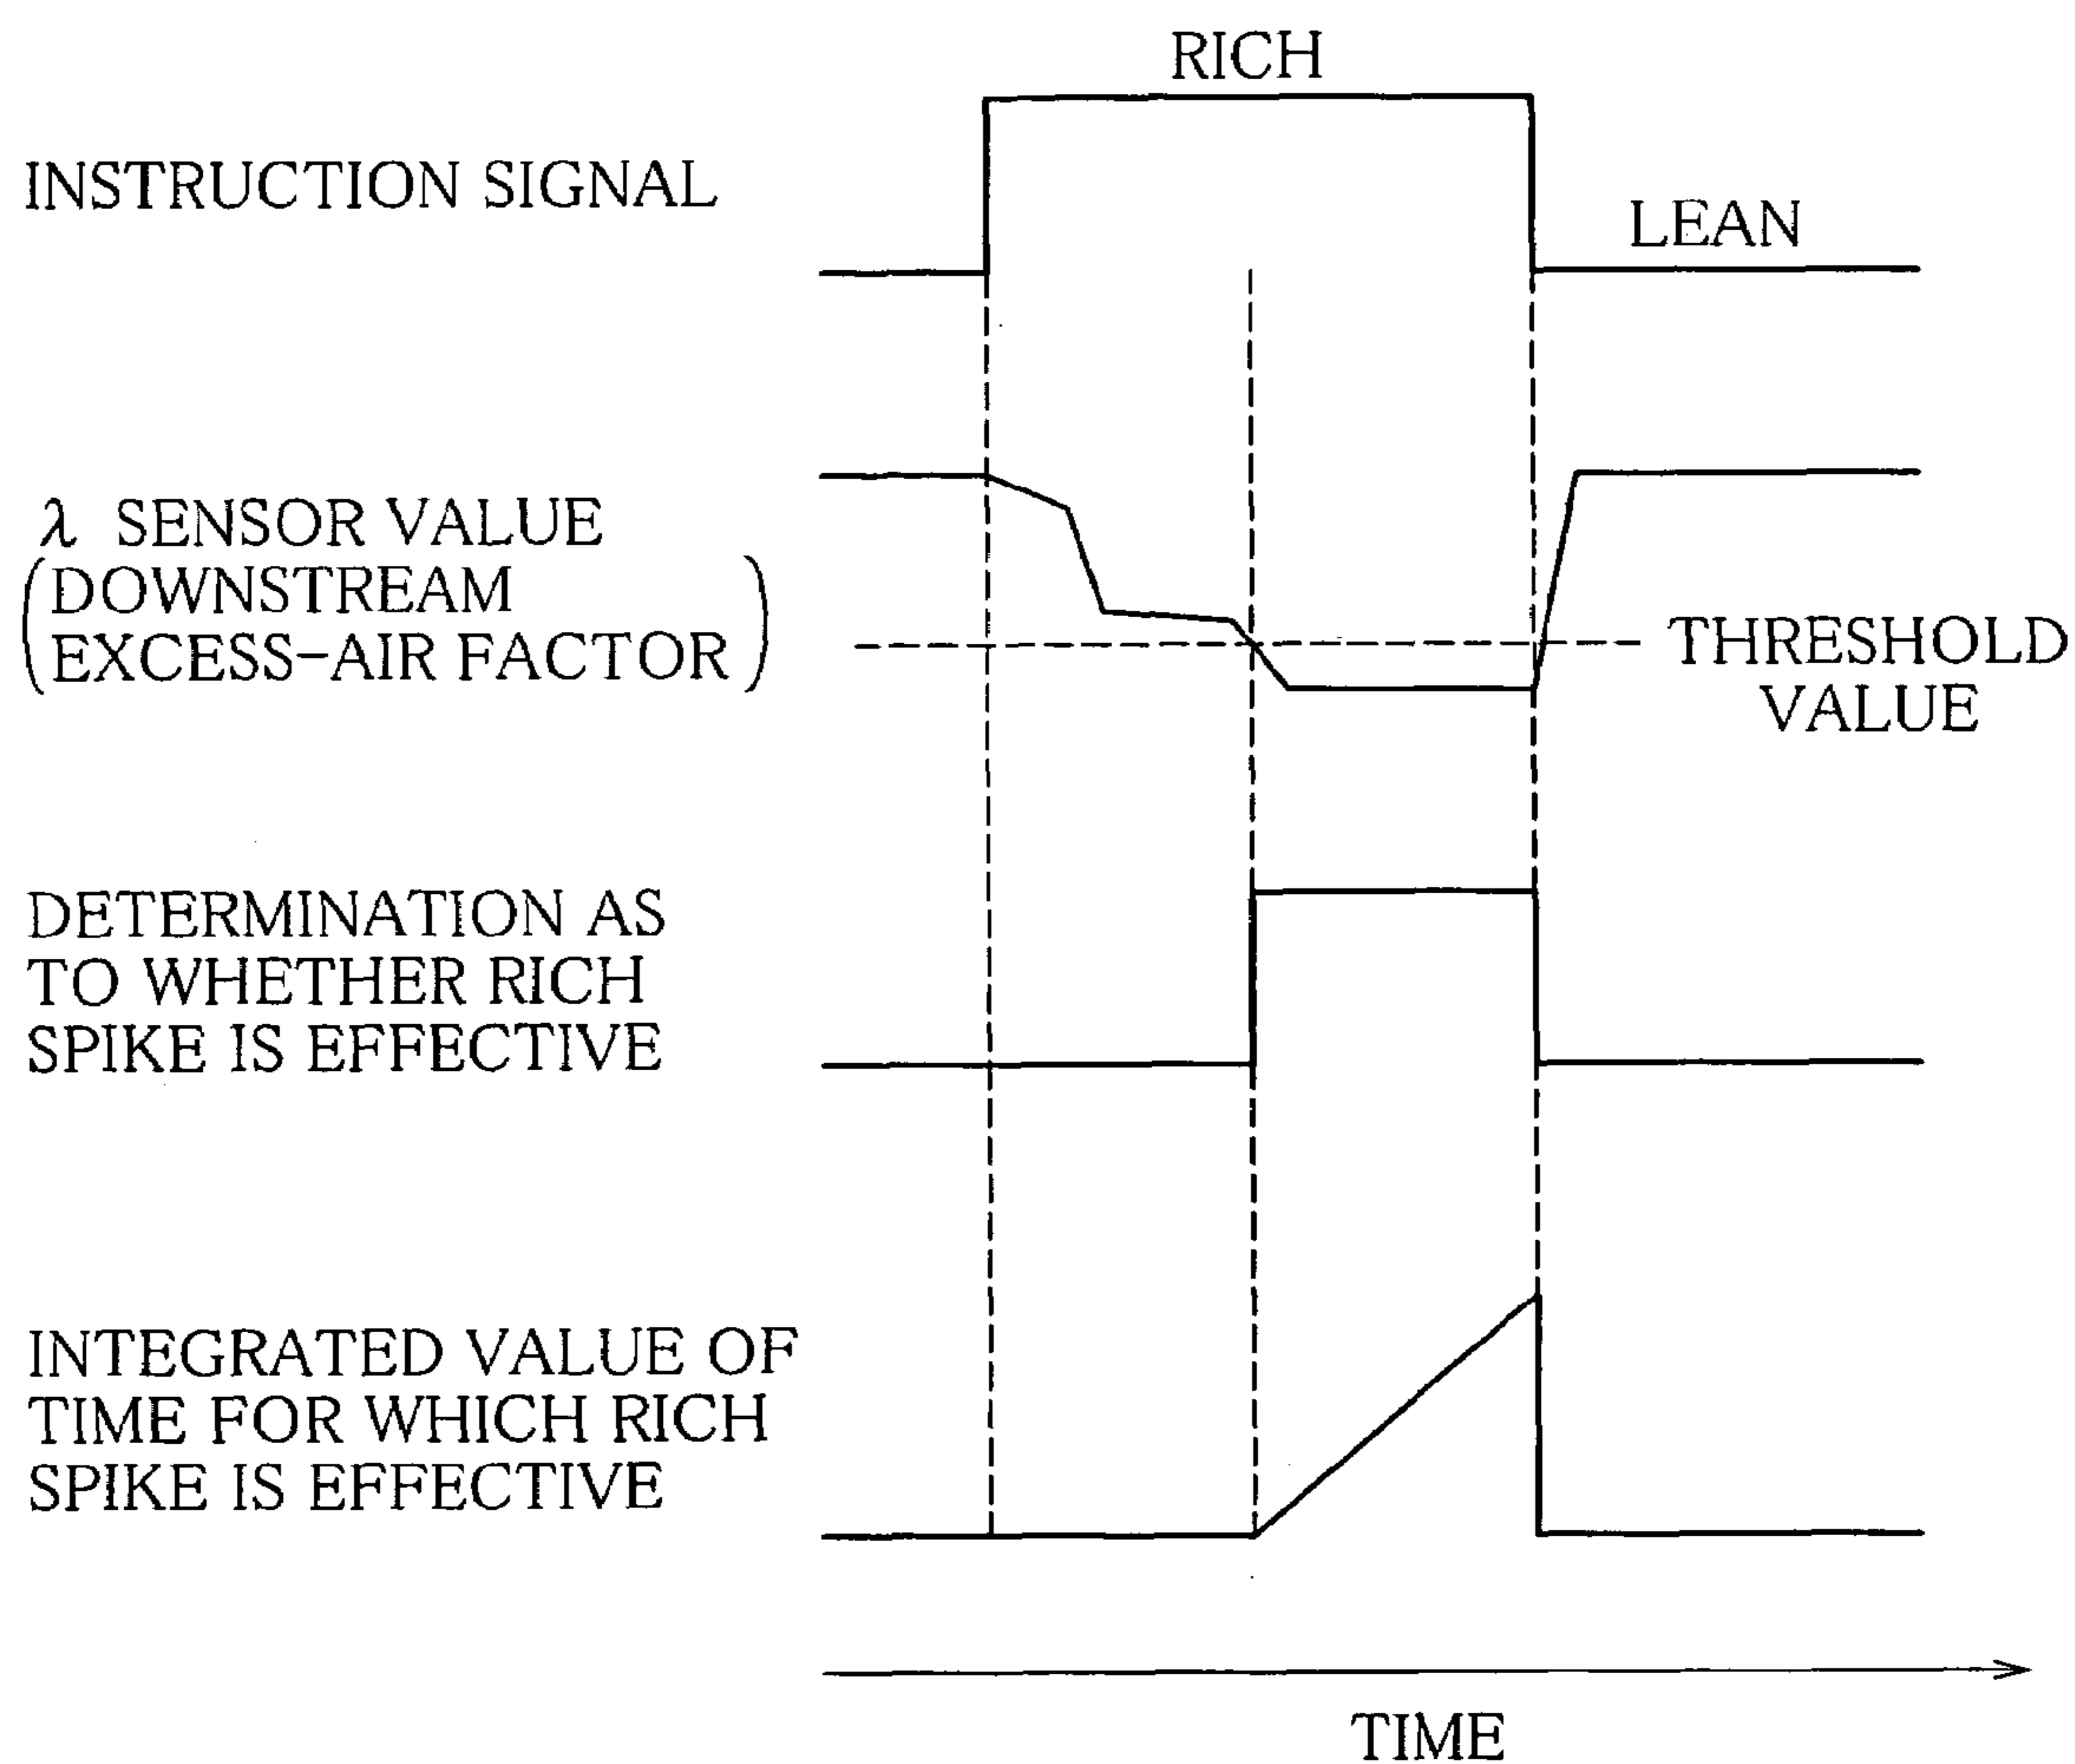 RICH
INSTRUCTION SIGNAL
LEAN
λ SENSOR VALUE
(DOWNSTREAM
EXCESS-AIR FACTOR)
THRESHOLD
VALUE
DETERMINATION AS
TO WHETHER RICH
SPIKE IS EFFECTIVE
INTEGRATED VALUE OF
TIME FOR WHICH RICH
SPIKE IS EFFECTIVE
TIME